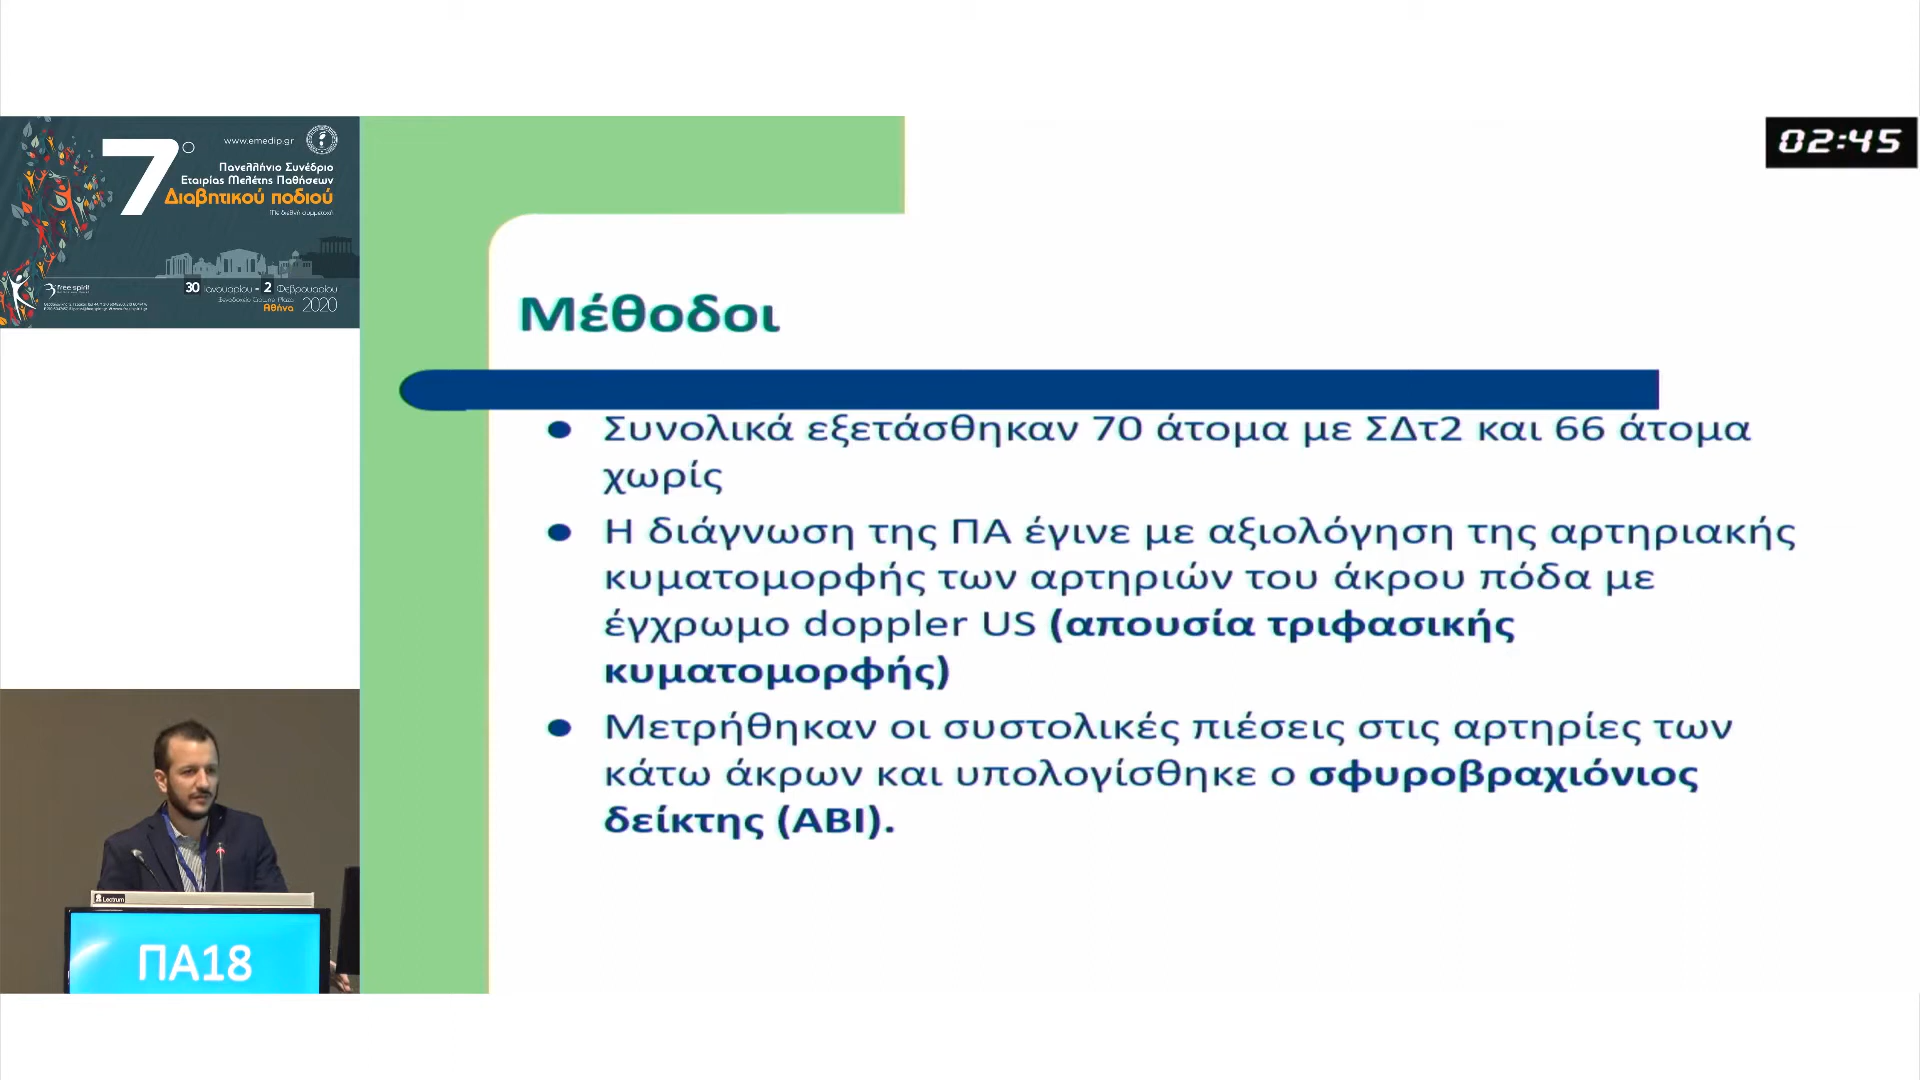 7ο
www.emedip.gr
Πανελλήνιο Συνέδριο
Εταιρίας Μελέτης Παθήσεων
Διαβητικού ποδιού
Με διεθνή συμμετοχή
30 Ιανουαρίου - 2 Φεβρουαρίου
2020
Αθήνα
free spirit
02:45
Μέθοδοι
● Συνολικά εξετάσθηκαν 70 άτομα με ΣΔτ2 και 66 άτομα
χωρίς
● Η διάγνωση της ΠΑ έγινε με αξιολόγηση της αρτηριακής
κυματομορφής των αρτηριών του άκρου πόδα με
έγχρωμο doppler US (απουσία τριφασικής
κυματομορφής)
● Μετρήθηκαν οι συστολικές πιέσεις στις αρτηρίες των
κάτω άκρων και υπολογίσθηκε ο σφυροβραχιόνιος
δείκτης (ABI).
Lectrum
ΠΑ18